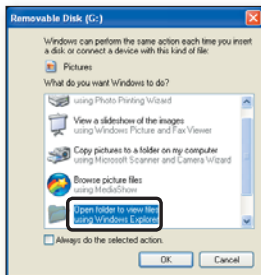 Removable Disk (G:)
Windows can perform the same action each time you insert
a disk or connect a device with this kind of file:
Pictures
What do you want Windows to do?
using Photo Printing Wizard
View a slideshow of the images
using Windows Picture and Fax Viewer
Copy pictures to a folder on my computer
using Microsoft Scanner and Camera Wizard
Browse picture files
using MediaShow
Open folder to view files
using Windows Explorer
Always do the selected action.
OK
Cancel